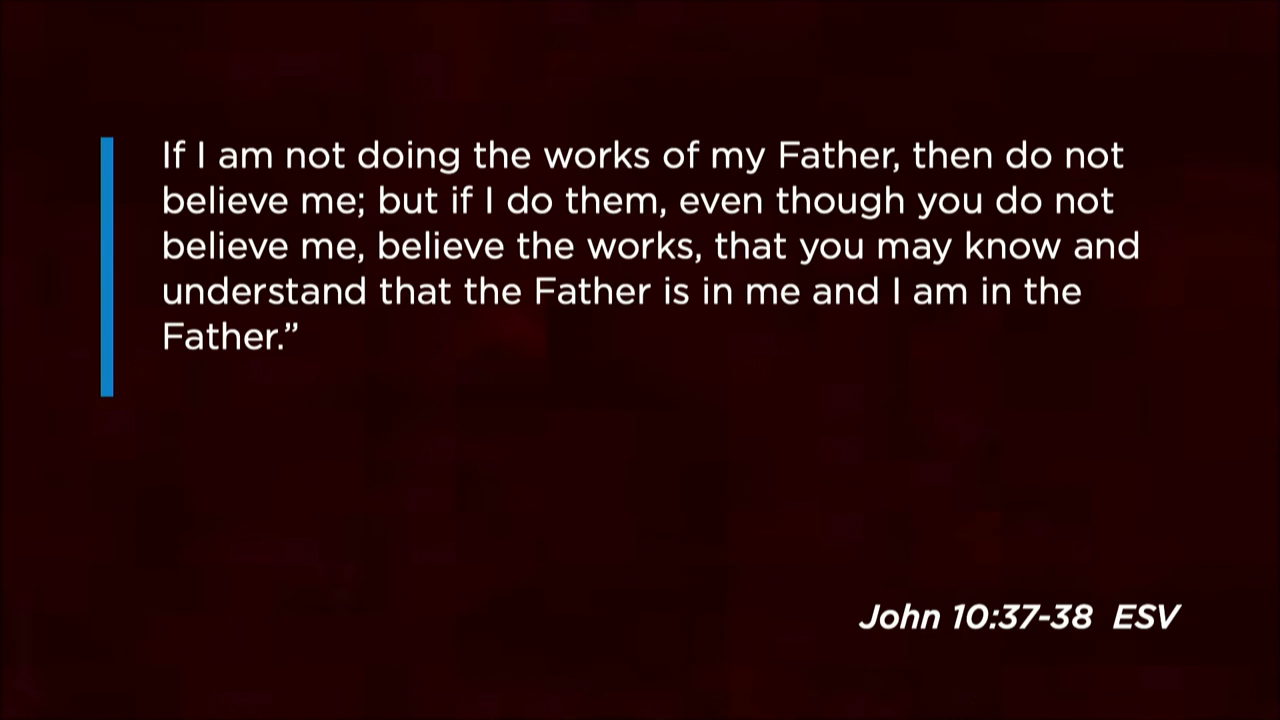 If I am not doing the works of my Father, then do not
believe me; but if I do them, even though you do not
believe me, believe the works, that you may know and
understand that the Father is in me and I am in the
Father.”
John 10:37-38 ESV